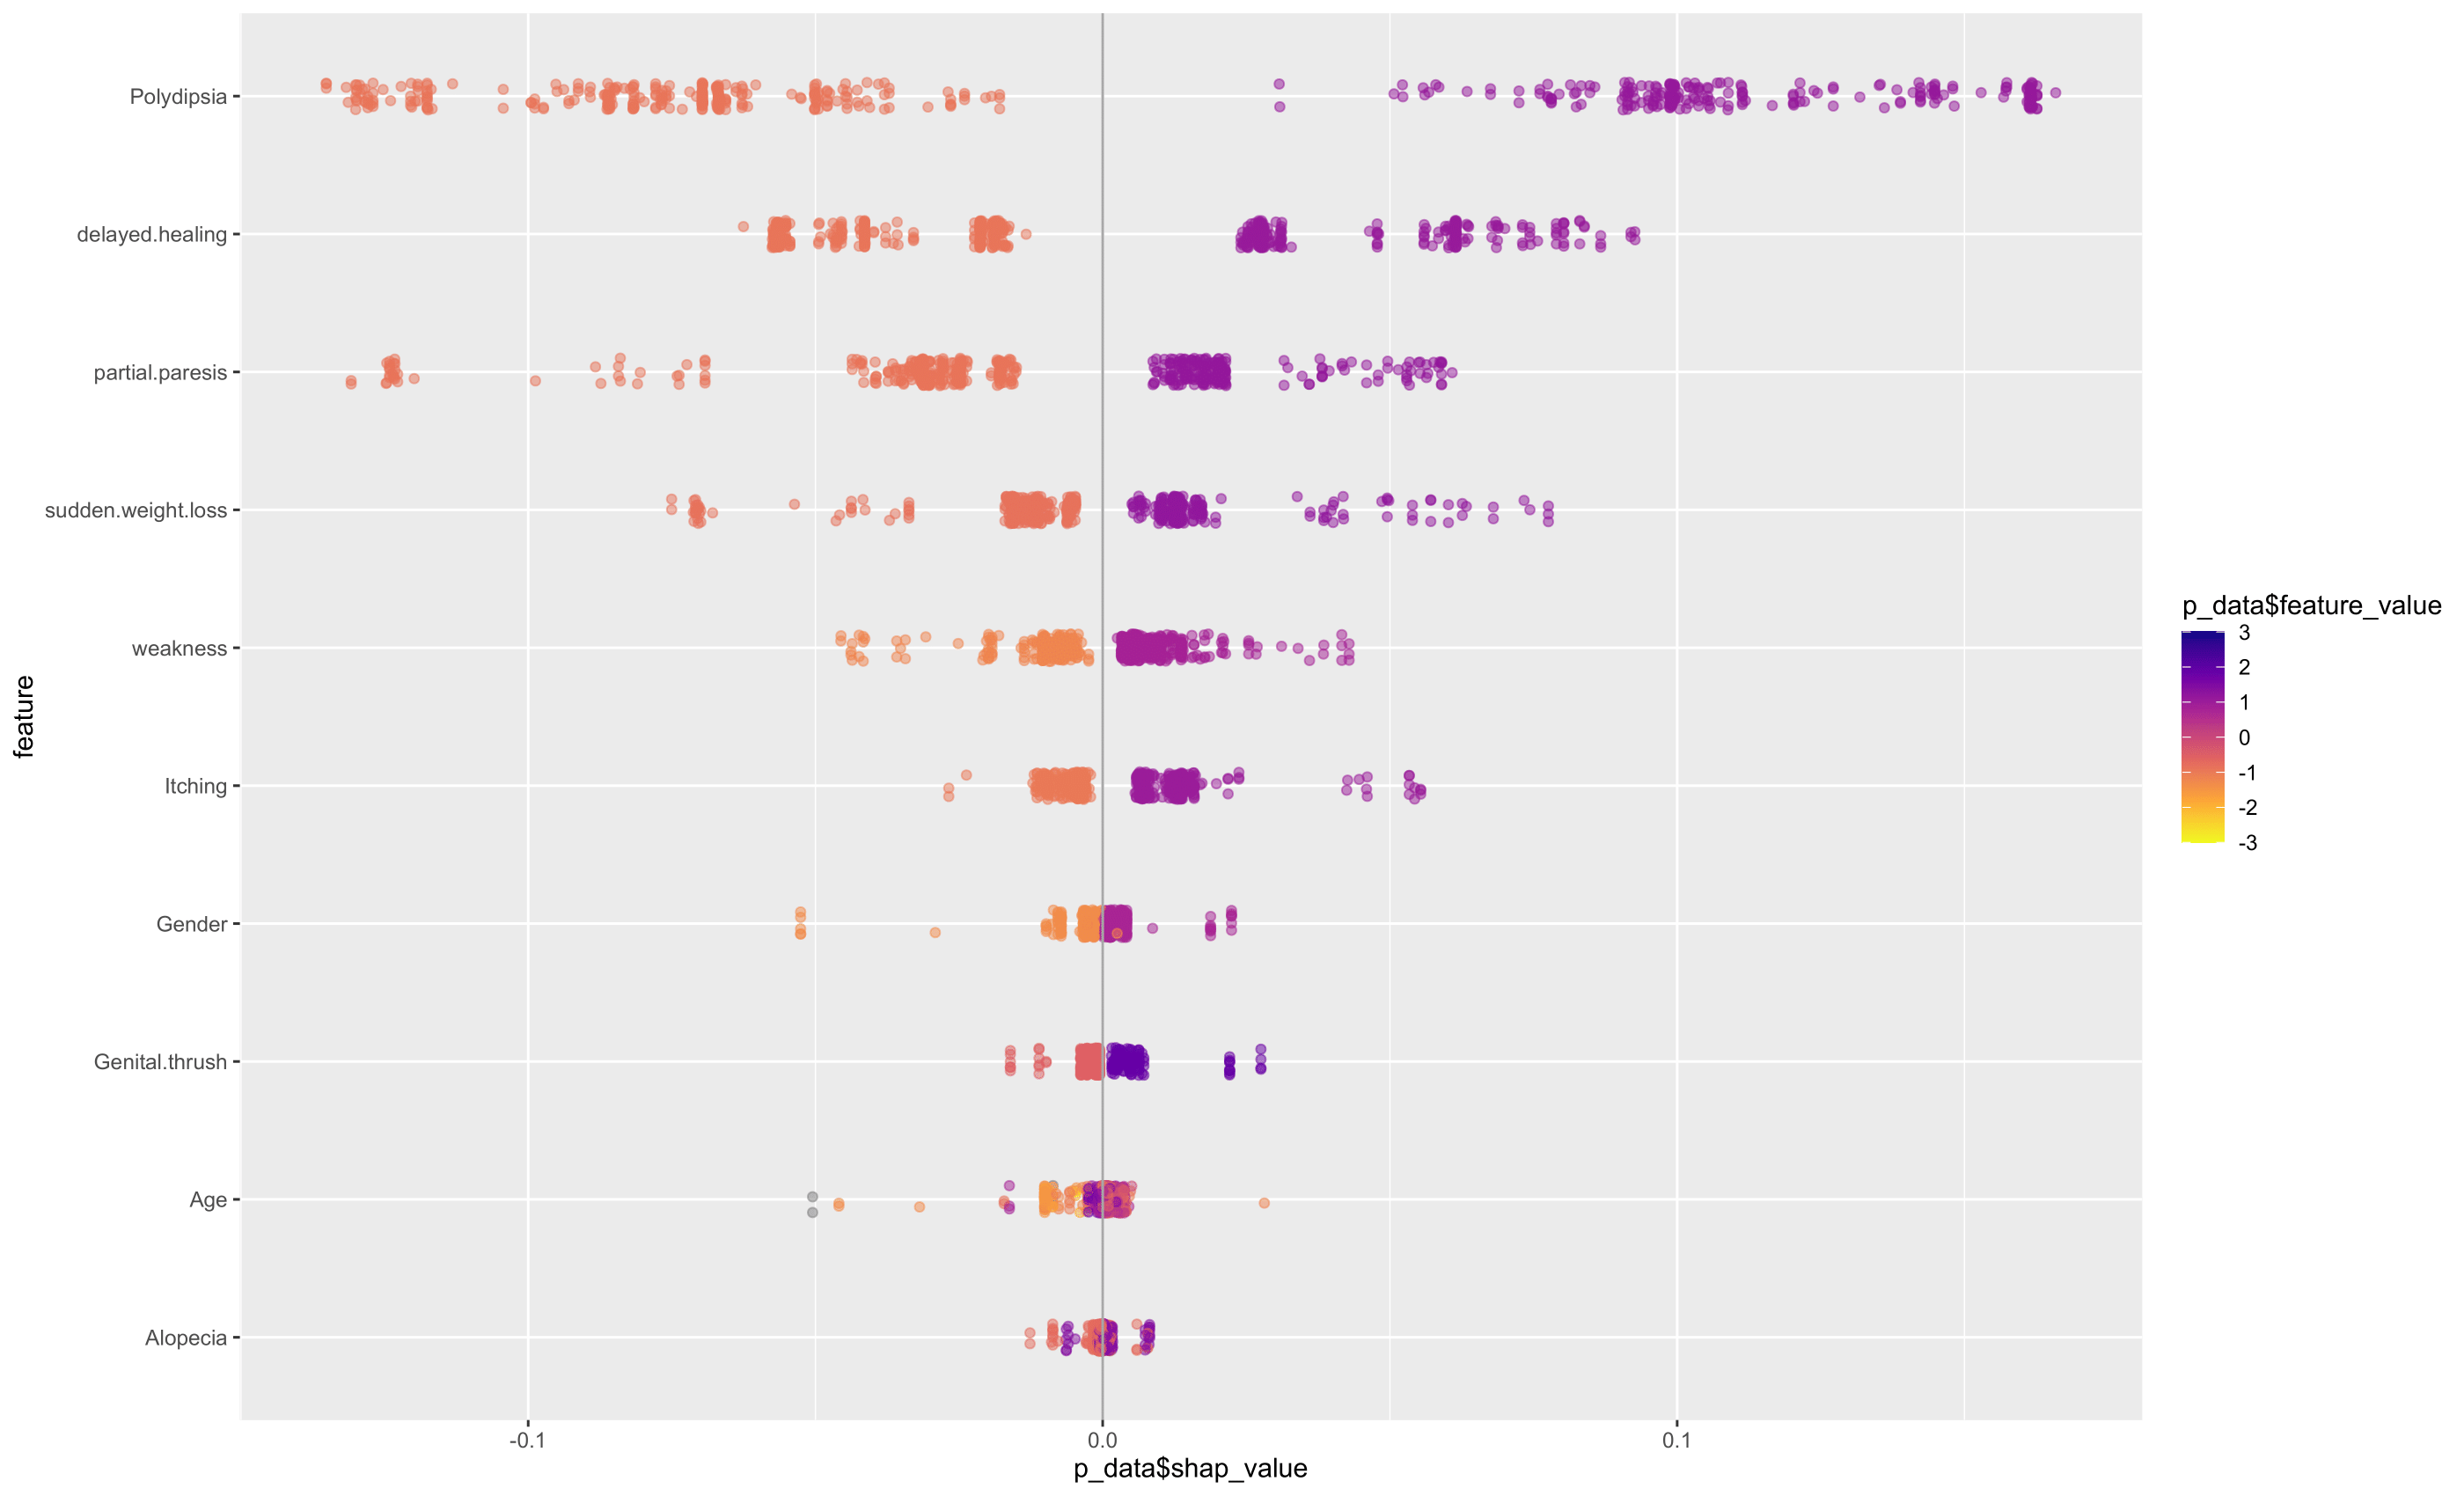 Polydipsia
delayed.healing
partial.paresis
sudden.weight.loss
weakness
Itching
Gender
Genital.thrush
Age
Alopecia
feature
-0.1
0.0
0.1
p_data$shap_value
p_data$feature_value
3
2
1
0
-1
-2
-3